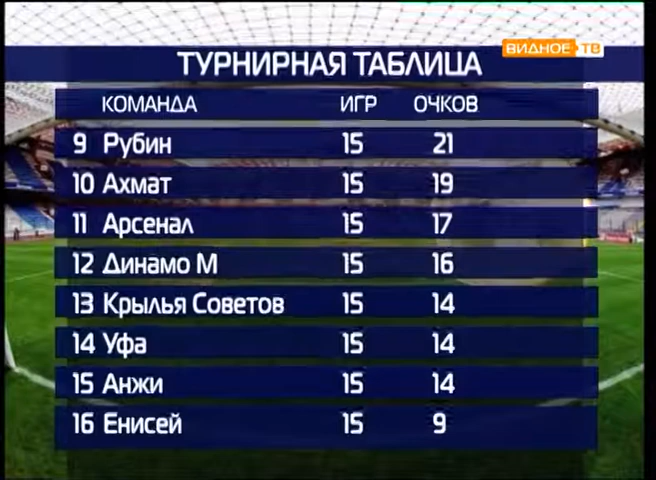 ВИДНОЕ ТВ
ТУРНИРНАЯ ТАБЛИЦА
КОМАНДА ИГР ОЧКОВ
9 Рубин 15 21
10 Ахмат 15 19
11 Арсенал 15 17
12 Динамо М 15 16
13 Крылья Советов 15 14
14 Уфа 15 14
15 Анжи 15 14
16 Енисей 15 9